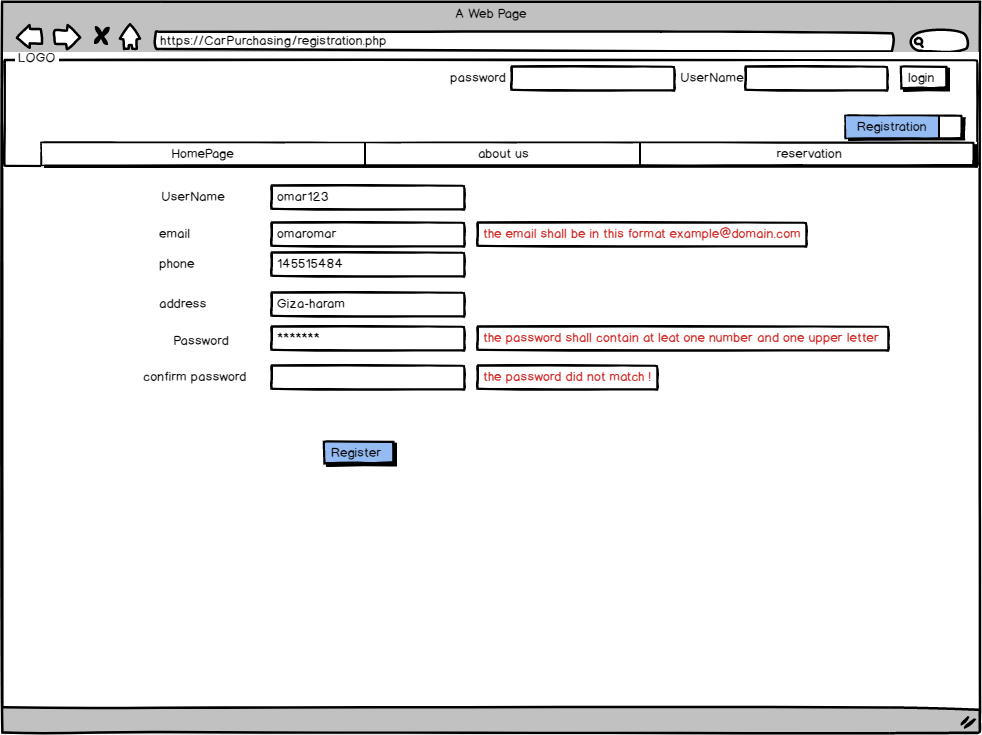 A Web Page
https://CarPurchasing/registration.php
LOGO
password UserName login
Registration
HomePage about us reservation
UserName omar123
email omaromar the email shall be in this format example@domain.com
phone 145515484
address Giza-haram
Password ******* the password shall contain at leat one number and one upper letter
confirm password the password did not match !
Register